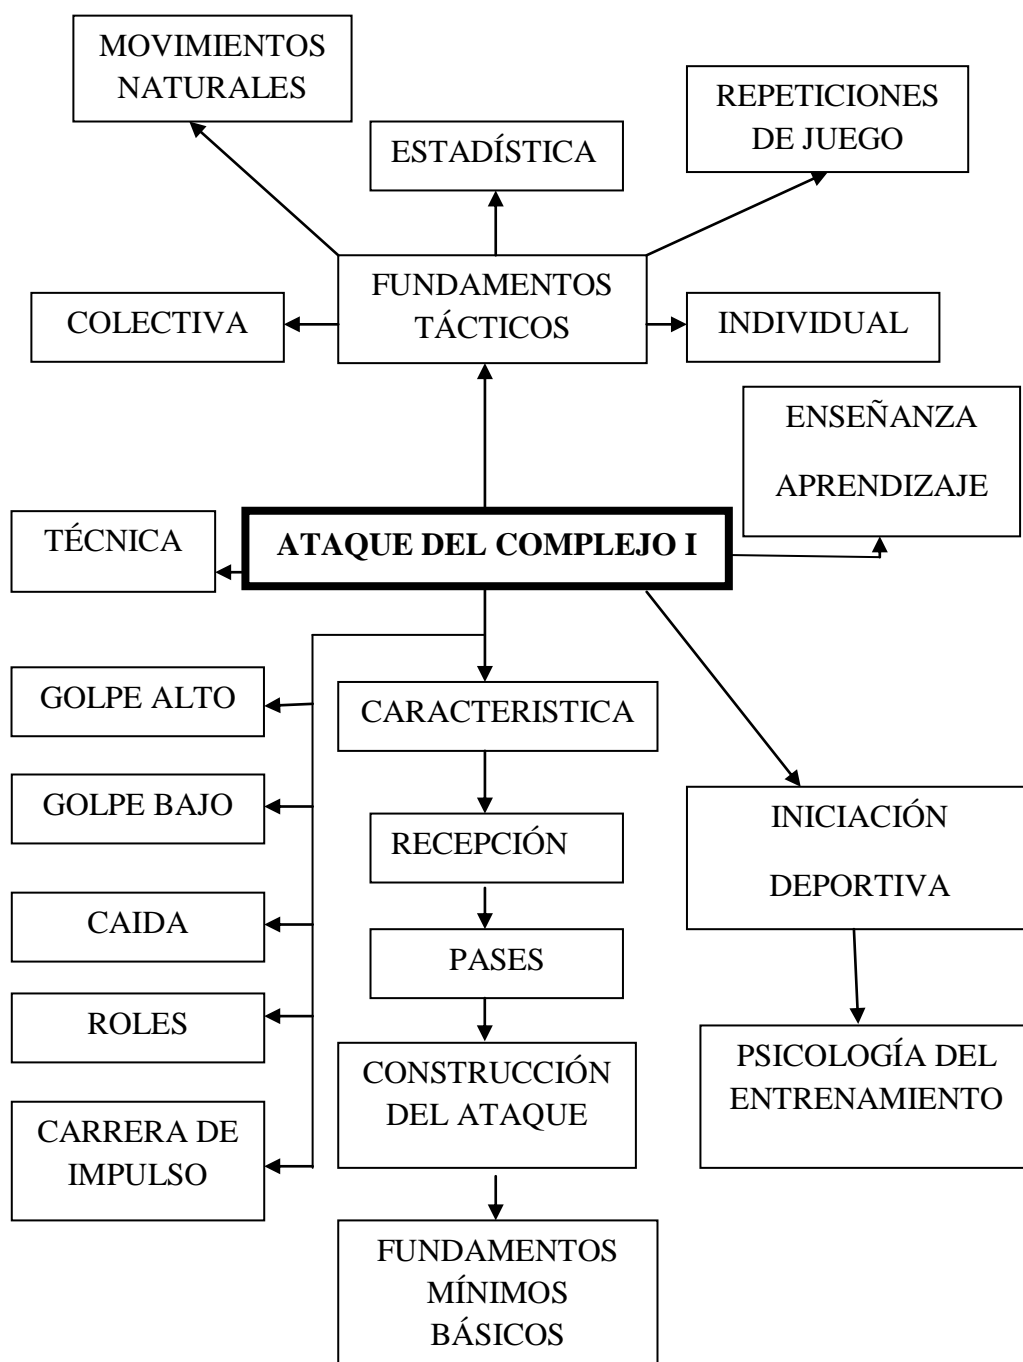 MOVIMIENTOS
NATURALES
REPETICIONES
DE JUEGO
ESTADÍSTICA
FUNDAMENTOS
TÁCTICOS
COLECTIVA
INDIVIDUAL
ENSEÑANZA
APRENDIZAJE
TÉCNICA
ATAQUE DEL COMPLEJO I
GOLPE ALTO
CARACTERISTICA
GOLPE BAJO
RECEPCIÓN
INICIACIÓN
DEPORTIVA
CAIDA
PASES
ROLES
CONSTRUCCIÓN
DEL ATAQUE
PSICOLOGÍA DEL
ENTRENAMIENTO
CARRERA DE
IMPULSO
FUNDAMENTOS
MÍNIMOS
BÁSICOS